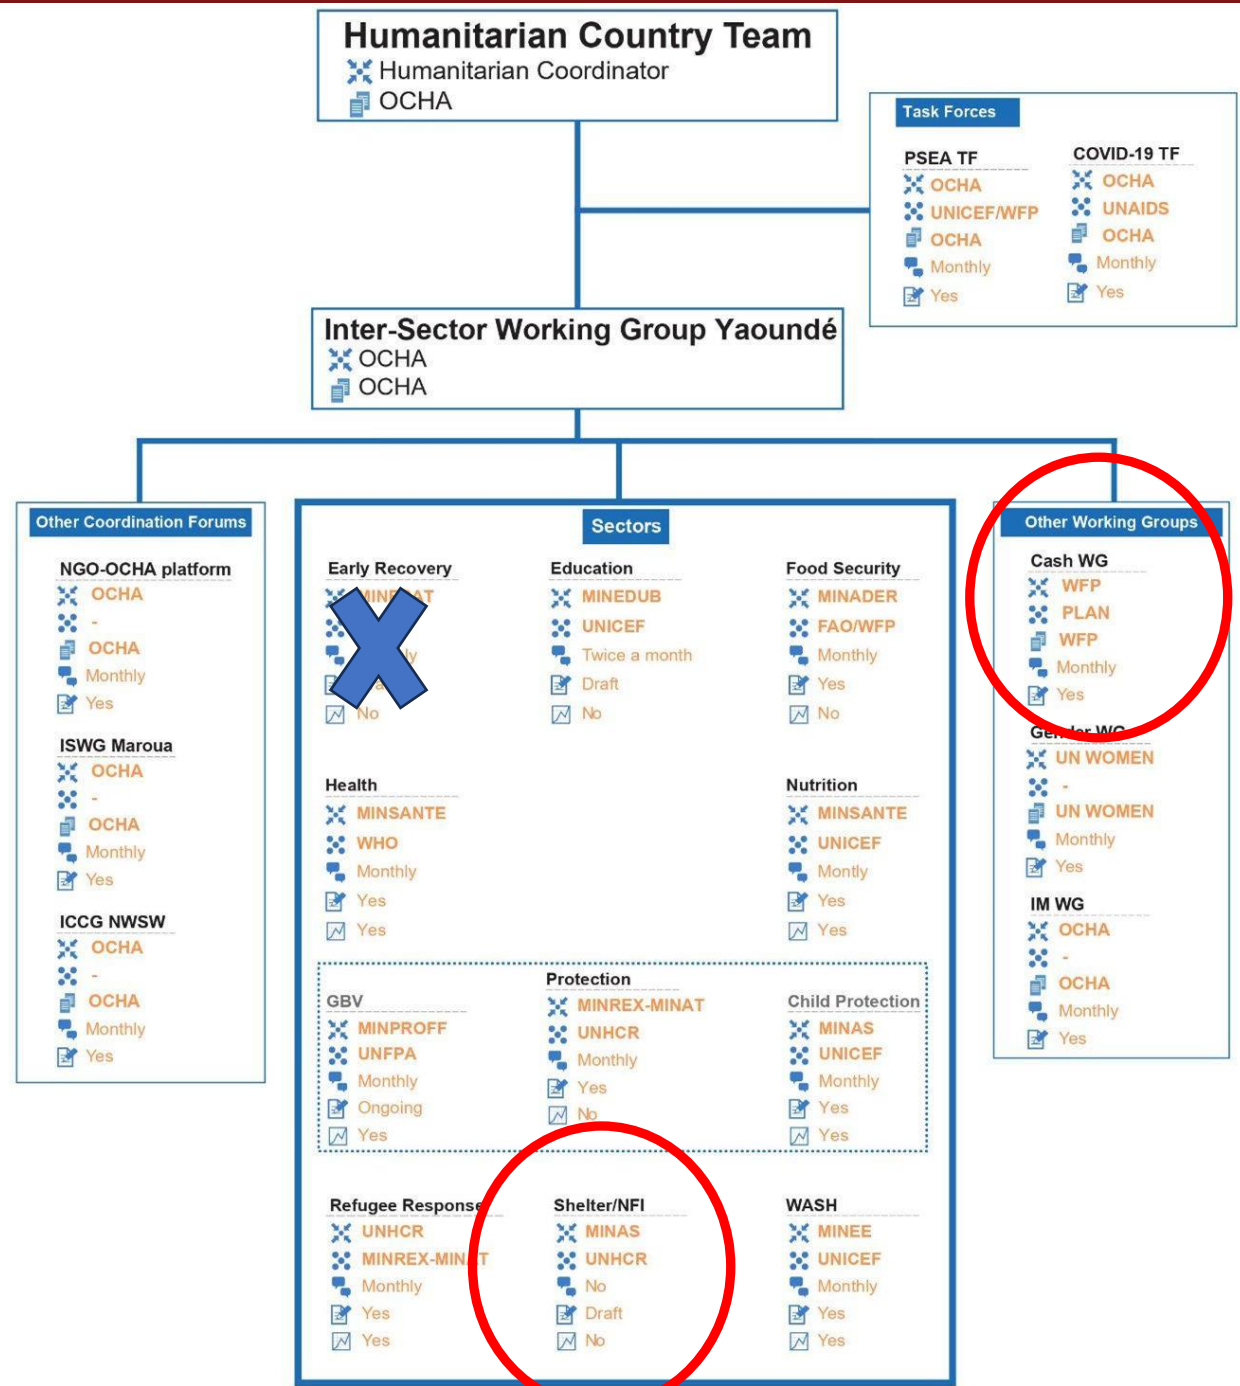 Humanitarian Country Team
Humanitarian Coordinator
OCHA
Task Forces
PSEA TF
OCHA
UNICEF/WFP
OCHA
Monthly
Yes
COVID-19 TF
OCHA
UNAIDS
OCHA
Monthly
Yes
Inter-Sector Working Group Yaoundé
OCHA
OCHA
Other Coordination Forums
NGO-OCHA platform
OCHA
-
OCHA
Monthly
Yes
ISWG Maroua
OCHA
-
OCHA
Monthly
Yes
ICCG NWSW
OCHA
-
OCHA
Monthly
Yes
Sectors
Early Recovery
No
Education
MINEDUB
UNICEF
Twice a month
Draft
No
Food Security
MINADER
FAO/WFP
Monthly
Yes
No
Health
MINSANTE
WHO
Monthly
Yes
Yes
Nutrition
MINSANTE
UNICEF
Montly
Yes
Yes
GBV
MINPROFF
UNFPA
Monthly
Ongoing
Yes
Protection
MINREX-MINAT
UNHCR
Monthly
Yes
No
Child Protection
MINAS
UNICEF
Monthly
Yes
Yes
Refugee Response
UNHCR
MINREX-MINAT
Monthly
Yes
Yes
Shelter/NFI
MINAS
UNHCR
No
Draft
No
WASH
MINEE
UNICEF
Monthly
Yes
Yes
Other Working Groups
Cash WG
WFP
PLAN
WFP
Monthly
Yes
Gender WG
UN WOMEN
-
UN WOMEN
Monthly
Yes
IM WG
OCHA
-
OCHA
Monthly
Yes